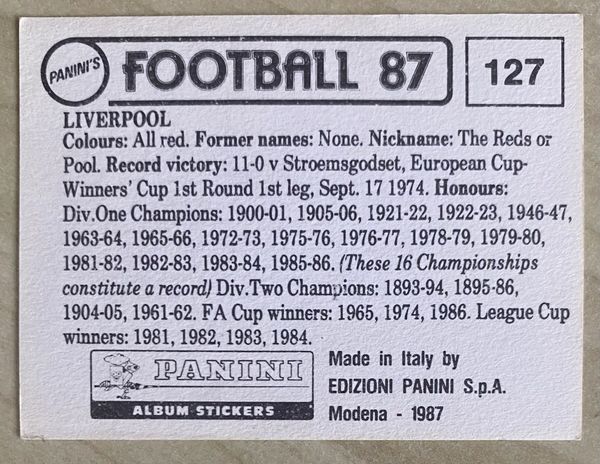 PANINI'S FOOTBALL 87 127
LIVERPOOL
Colours: All red. Former names: None. Nickname: The Reds or
Pool. Record victory: 11-0 v Stroemsgodset, European Cup-
Winners' Cup 1st Round 1st leg, Sept. 17 1974. Honours:
Div.One Champions: 1900-01, 1905-06, 1921-22, 1922-23, 1946-47,
1963-64, 1965-66, 1972-73, 1975-76, 1976-77, 1978-79, 1979-80,
1981-82, 1982-83, 1983-84, 1985-86. (These 16 Championships
constitute a record) Div.Two Champions: 1893-94, 1895-86,
1904-05, 1961-62. FA Cup winners: 1965, 1974, 1986. League Cup
winners: 1981, 1982, 1983, 1984.
PANINI
ALBUM STICKERS
Made in Italy by
EDIZIONI PANINI S.p.A.
Modena - 1987